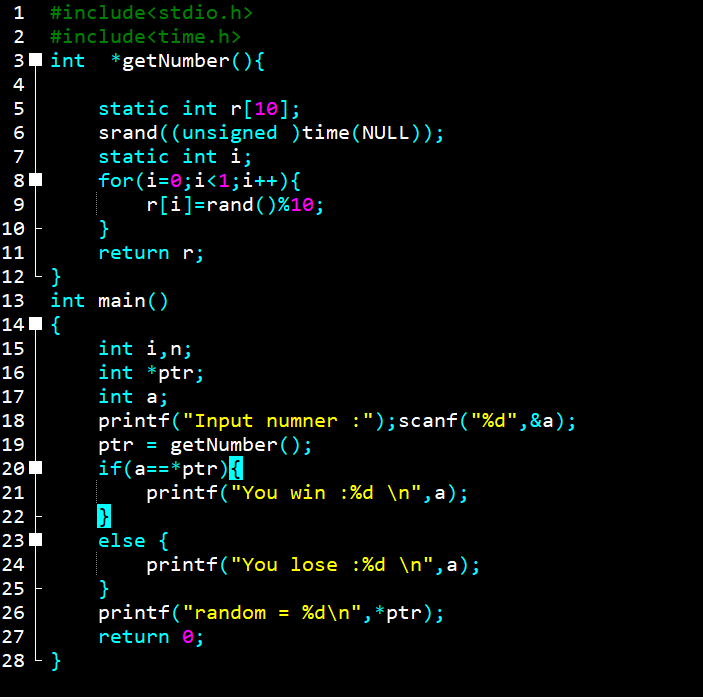 1 #include<stdio.h>
2 #include<time.h>
3 int  *getNumber(){
4
5     static int r[10];
6     srand((unsigned )time(NULL));
7     static int i;
8     for(i=0;i<1;i++){
9         r[i]=rand()%10;
10     }
11     return r;
12 }
13 int main()
14 {
15     int i,n;
16     int *ptr;
17     int a;
18     printf("Input numner :");scanf("%d",&a);
19     ptr = getNumber();
20     if(a==*ptr){
21         printf("You win :%d \n",a);
22     }
23     else {
24         printf("You lose :%d \n",a);
25     }
26     printf("random = %d\n",*ptr);
27     return 0;
28 }